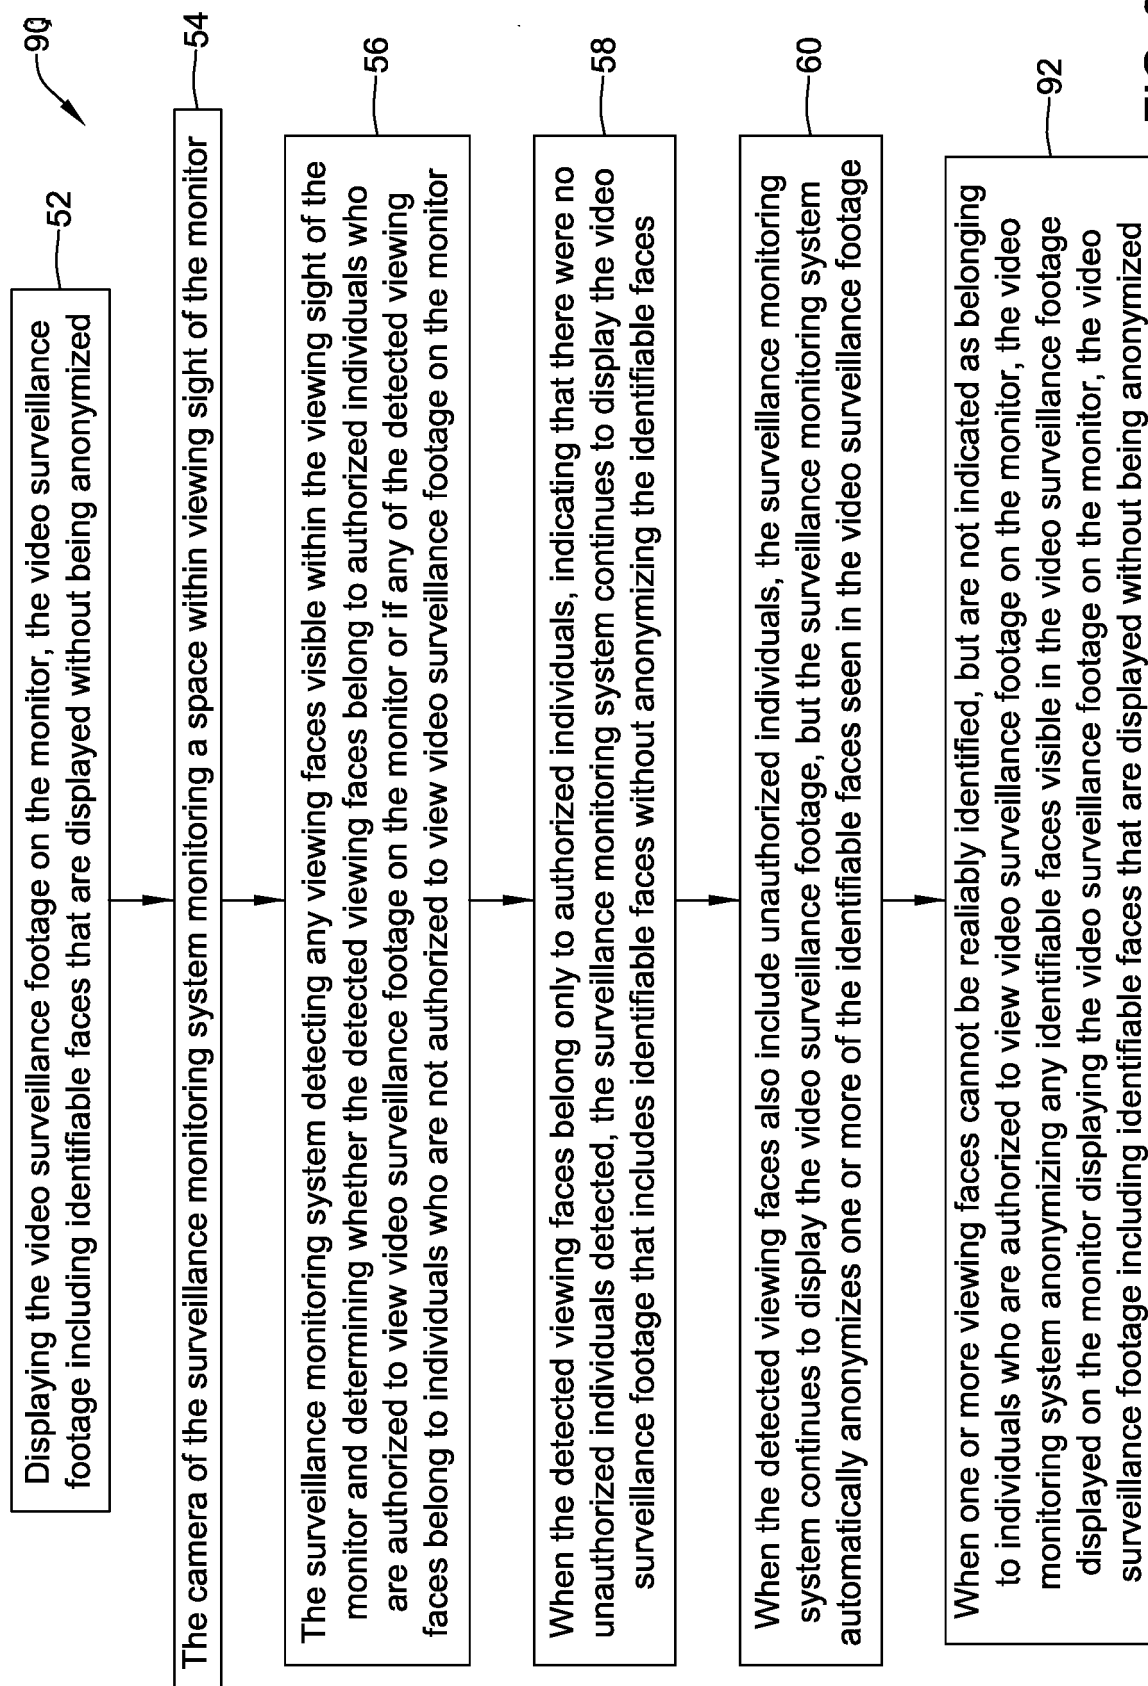 90
52
Displaying the video surveillance footage on the monitor, the video surveillance
footage including identifiable faces that are displayed without being anonymized
54
The camera of the surveillance monitoring system monitoring a space within viewing sight of the monitor
56
The surveillance monitoring system detecting any viewing faces visible within the viewing sight of the
monitor and determining whether the detected viewing faces belong to authorized individuals who
are authorized to view video surveillance footage on the monitor or if any of the detected viewing
faces belong to individuals who are not authorized to view video surveillance footage on the monitor
58
When the detected viewing faces belong only to authorized individuals, indicating that there were no
unauthorized individuals detected, the surveillance monitoring system continues to display the video
surveillance footage that includes identifiable faces without anonymizing the identifiable faces
60
When the detected viewing faces also include unauthorized individuals, the surveillance monitoring
system continues to display the video surveillance footage, but the surveillance monitoring system
automatically anonymizes one or more of the identifiable faces seen in the video surveillance footage
92
When one or more viewing faces cannot be realiably identified, but are not indicated as belonging
to individuals who are authorized to view video surveillance footage on the monitor, the video
monitoring system anonymizing any identifiable faces visible in the video surveillance footage
displayed on the monitor displaying the video surveillance footage on the monitor, the video
surveillance footage including identifiable faces that are displayed without being anonymized